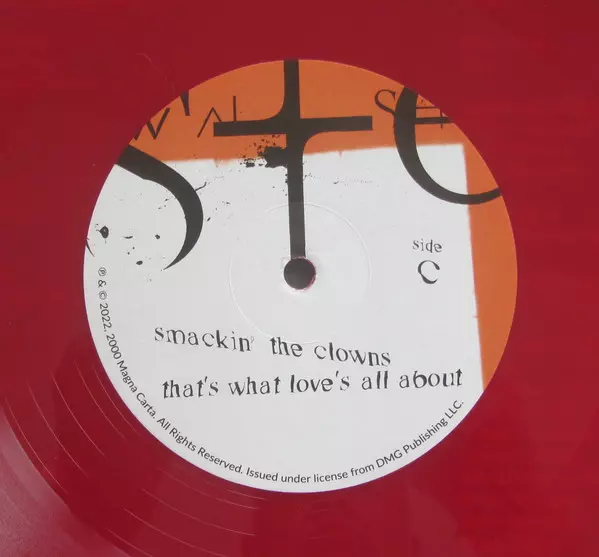 side
C
smackin' the clowns
that's what love's all about
℗ & © 2022, 2000 Magna Carta. All Rights Reserved. Issued under license from DMG Publishing LLC.